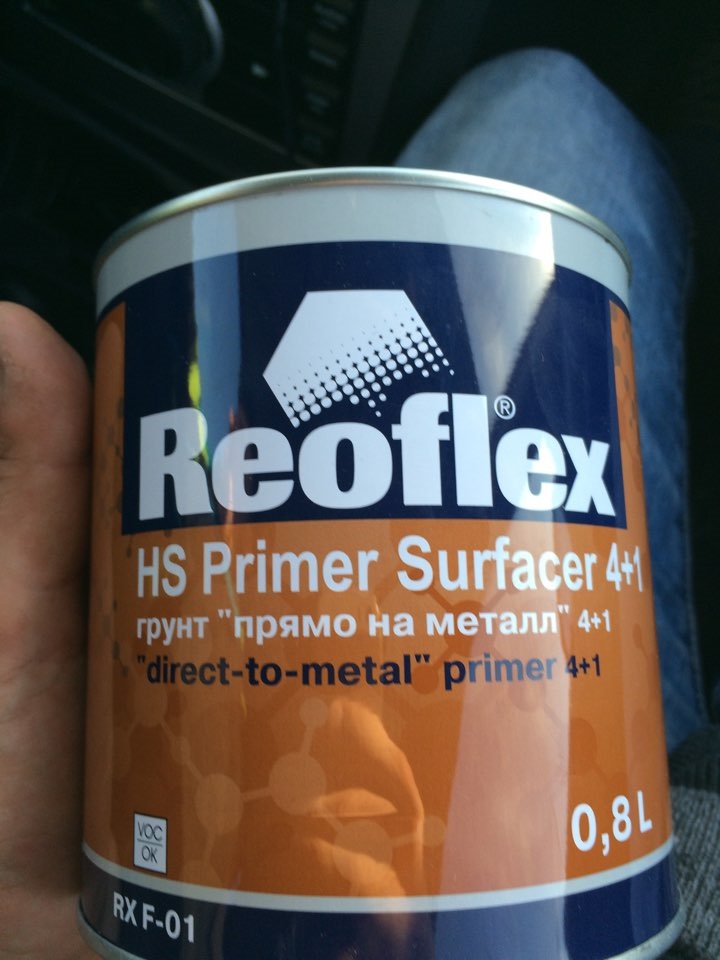 Reoflex®
HS Primer Surfacer 4+1
грунт "прямо на металл" 4+1
"direct-to-metal" primer 4+1
0,8 L
VOC
OK
RX F-01